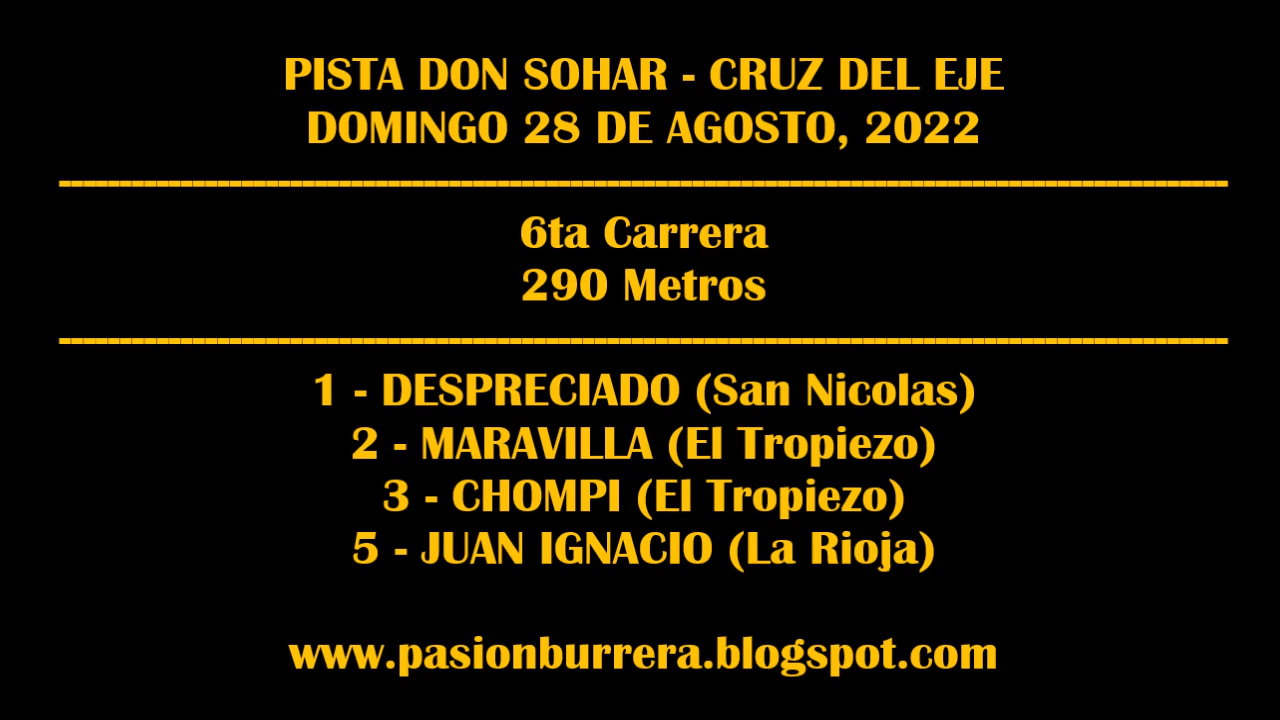 PISTA DON SOHAR - CRUZ DEL EJE
DOMINGO 28 DE AGOSTO, 2022
6ta Carrera
290 Metros
1 - DESPRECIADO (San Nicolas)
2 - MARAVILLA (El Tropiezo)
3 - CHOMPI (El Tropiezo)
5 - JUAN IGNACIO (La Rioja)
www.pasionburrera.blogspot.com